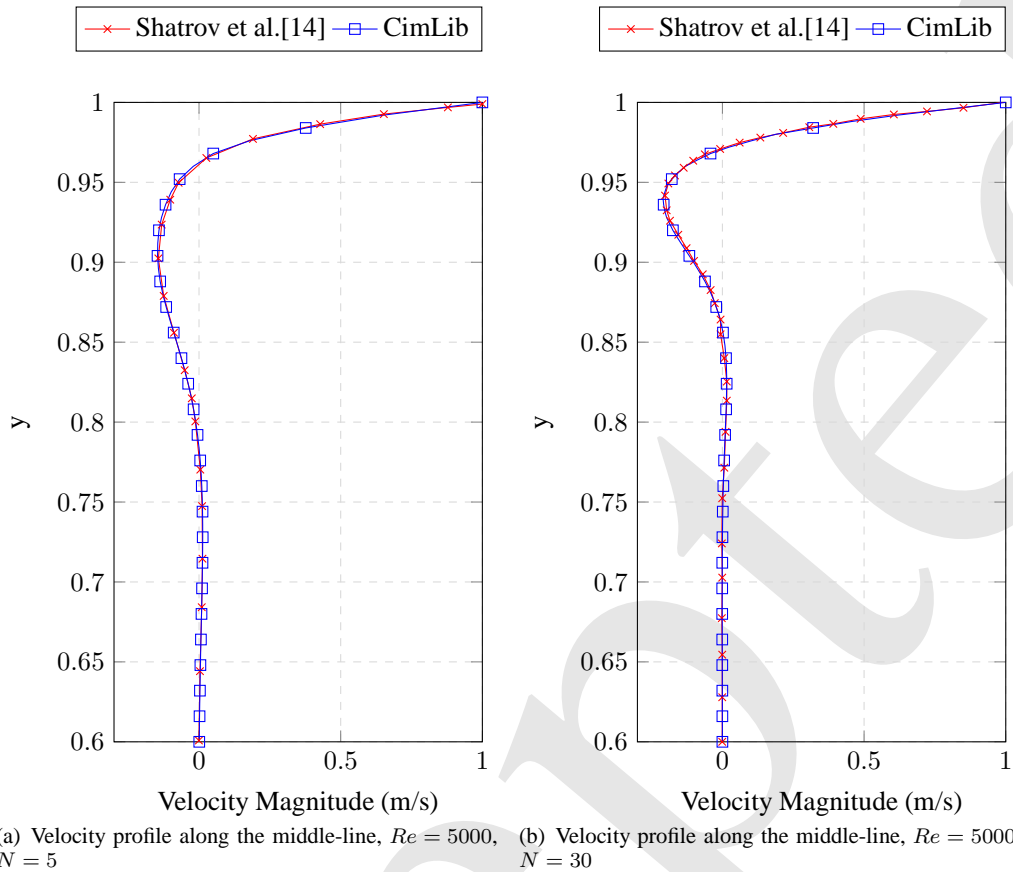 Shatrov et al.[14] CimLib
1
0.95
0.9
0.85
0.8
0.75
0.7
0.65
0.6
y
0 0.5 1
Velocity Magnitude (m/s)
(a) Velocity profile along the middle-line, Re = 5000,
N = 5
Shatrov et al.[14] CimLib
1
0.95
0.9
0.85
0.8
0.75
0.7
0.65
0.6
y
0 0.5 1
Velocity Magnitude (m/s)
(b) Velocity profile along the middle-line, Re = 5000
N = 30
pte